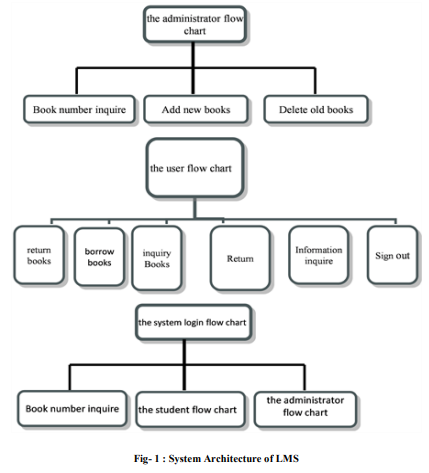 the administrator flow
chart
Book number inquire
Add new books
Delete old books
the user flow chart
return
books
borrow
books
inquiry
Books
Return
Information
inquire
Sign out
the system login flow chart
Book number inquire
the student flow chart
the administrator
flow chart
Fig- 1 : System Architecture of LMS